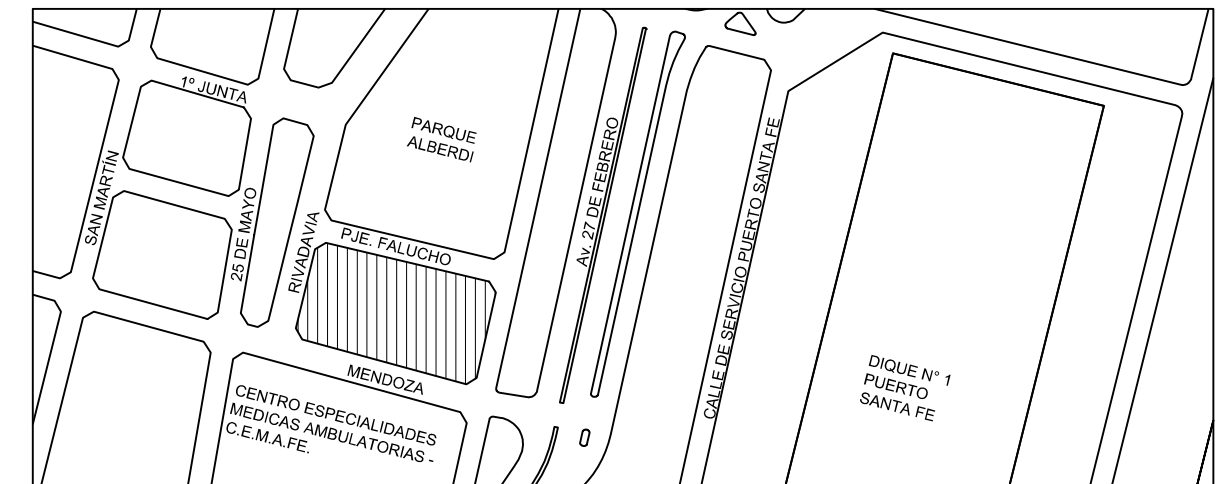 1º JUNTA
PARQUE
ALBERDI
SAN MARTÍN
25 DE MAYO
RIVADAVIA
PJE. FALUCHO
Av. 27 DE FEBRERO
CALLE DE SERVICIO PUERTO SANTA FE
MENDOZA
DIQUE N° 1
PUERTO
SANTA FE
CENTRO ESPECIALIDADES
MEDICAS AMBULATORIAS -
C.E.M.A.FE.